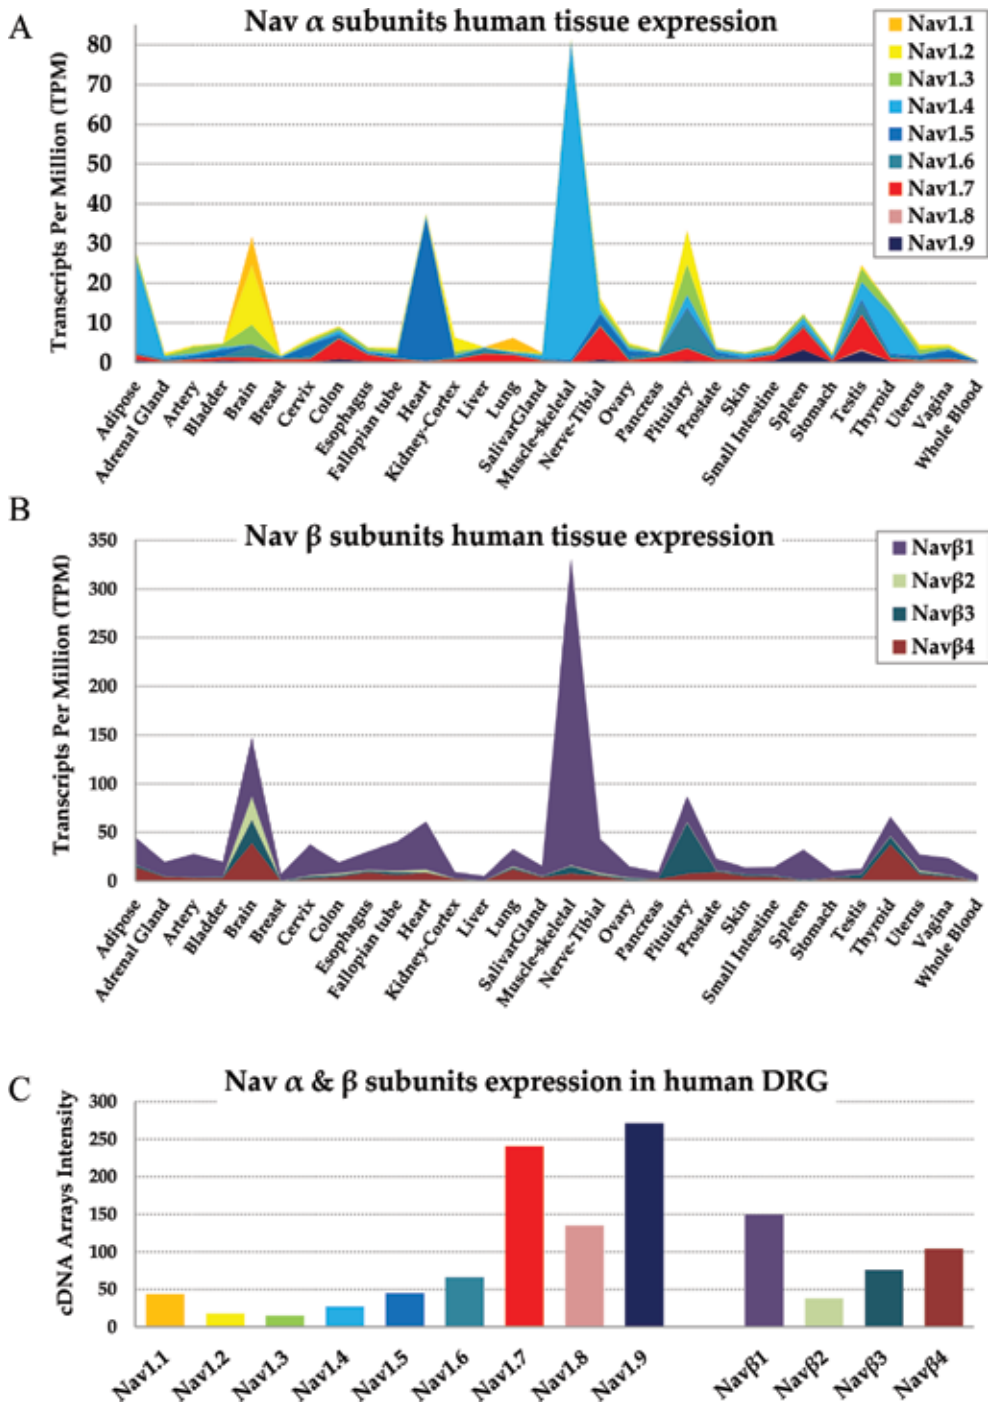 A
Nav α subunits human tissue expression
Transcripts Per Million (TPM)
80
70
60
50
40
30
20
10
0
Nav1.1
Nav1.2
Nav1.3
Nav1.4
Nav1.5
Nav1.6
Nav1.7
Nav1.8
Nav1.9
Adipose
Adrenal Gland
Artery
Bladder
Brain
Breast
Cervix
Colon
Esophagus
Fallopian tube
Heart
Kidney-Cortex
Liver
Lung
SalivarGland
Muscle-skeletal
Nerve-Tibial
Ovary
Pancreas
Pituitary
Prostate
Skin
Small Intestine
Spleen
Stomach
Testis
Thyroid
Uterus
Vagina
Whole Blood
B
Nav β subunits human tissue expression
Transcripts Per Million (TPM)
350
300
250
200
150
100
50
0
Navβ1
Navβ2
Navβ3
Navβ4
Adipose
Adrenal Gland
Artery
Bladder
Brain
Breast
Cervix
Colon
Esophagus
Fallopian tube
Heart
Kidney-Cortex
Liver
Lung
SalivarGland
Muscle-skeletal
Nerve-Tibial
Ovary
Pancreas
Pituitary
Prostate
Skin
Small Intestine
Spleen
Stomach
Testis
Thyroid
Uterus
Vagina
Whole Blood
C
Nav α & β subunits expression in human DRG
cDNA Arrays Intensity
300
250
200
150
100
50
0
Nav1.1
Nav1.2
Nav1.3
Nav1.4
Nav1.5
Nav1.6
Nav1.7
Nav1.8
Nav1.9
Navβ1
Navβ2
Navβ3
Navβ4